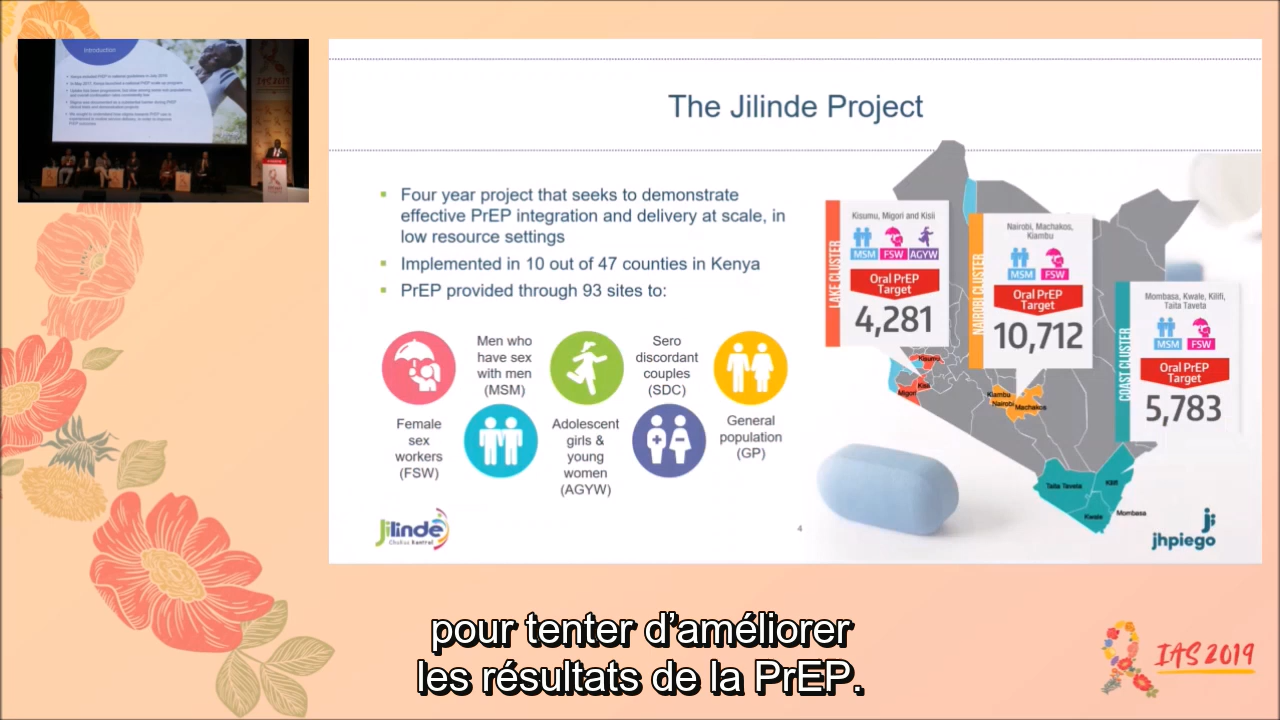 Introduction
The Jilinde Project
Four year project that seeks to demonstrate
effective PrEP integration and delivery at scale, in
low resource settings
Implemented in 10 out of 47 counties in Kenya
PrEP provided through 93 sites to:
Female
sex
workers
(FSW)
Men who
have sex
with men
(MSM)
Adolescent
girls &
young
women
(AGYW)
Sero
discordant
couples
(SDC)
General
population
(GP)
LAKE CLUSTER
Kisumu, Migori and Kisii
MSM FSW AGYW
Oral PrEP
Target
4,281
NAIROBI CLUSTER
Nairobi, Machakos,
Kiambu
MSM FSW
Oral PrEP
Target
10,712
COAST CLUSTER
Mombasa, Kwale, Kilifi,
Taita Taveta
MSM FSW
Oral PrEP
Target
5,783
Kisumu
Kisii
Migori
Kiambu
Nairobi
Machakos
Taita Taveta
Kilifi
Kwale
Mombasa
Jilinde
Chukua Kontrol
4
jhpiego
pour tenter d'améliorer
les résultats de la PrEP.
IAS 2019